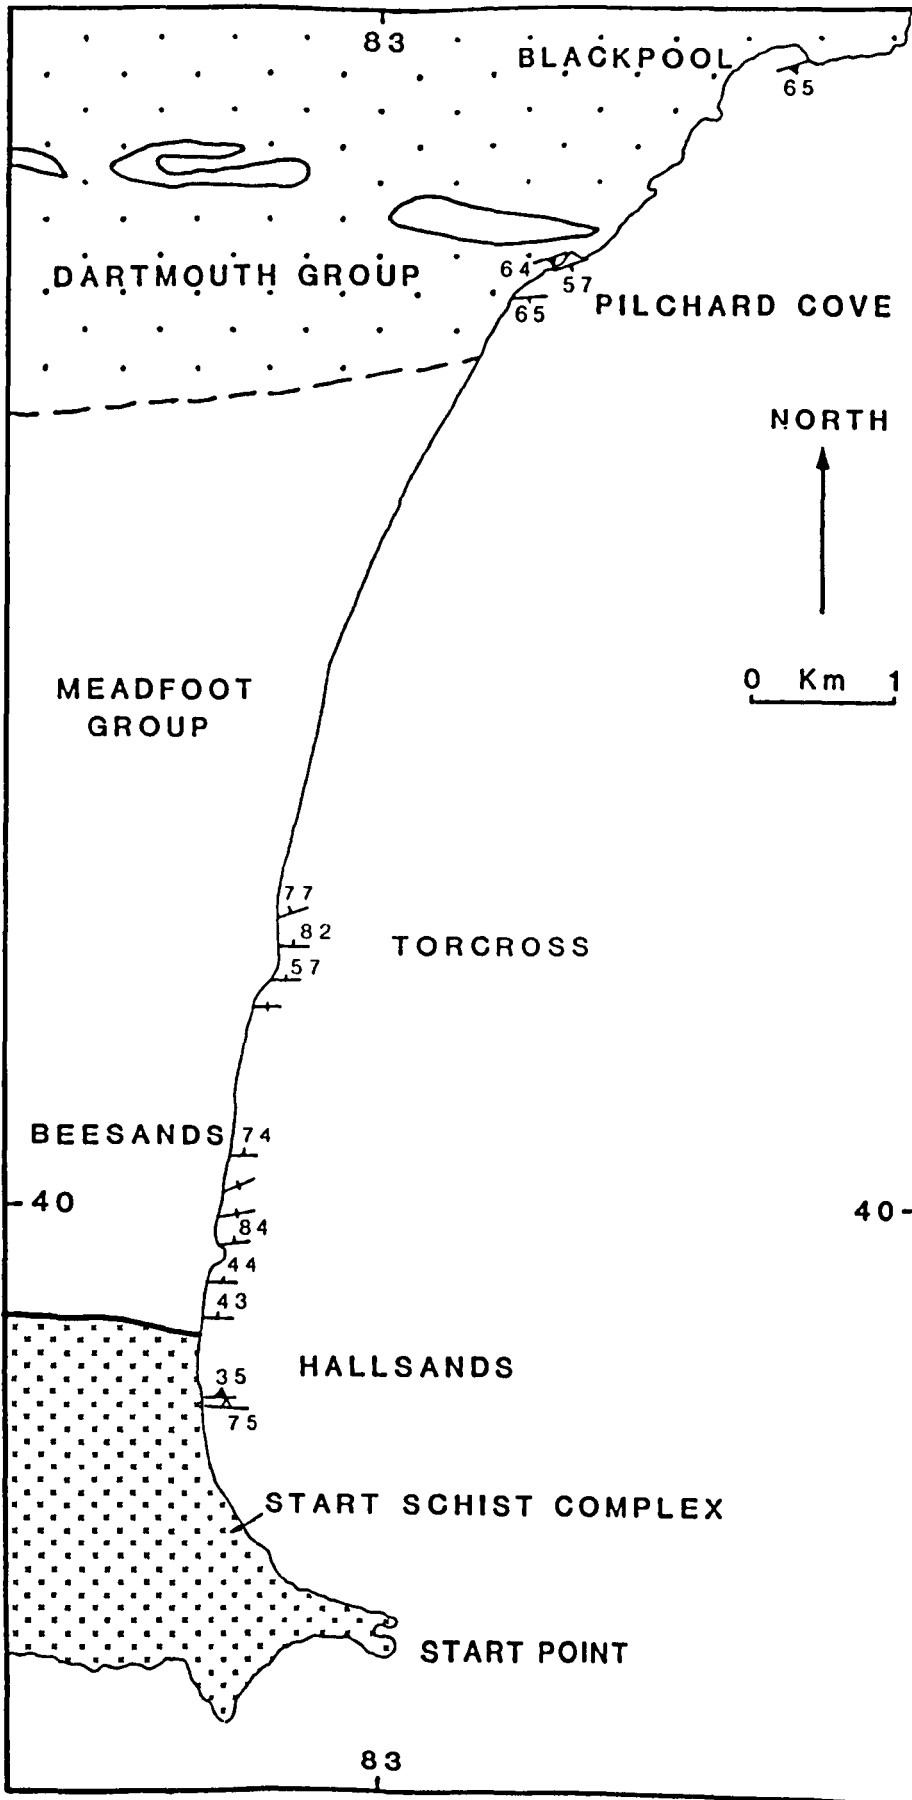 83
BLACKPOOL
65
DARTMOUTH GROUP
64
57
65
PILCHARD COVE
NORTH
MEADFOOT
GROUP
0 Km 1
77
82
TORCROSS
57
BEESANDS
74
40
40
84
44
43
HALLSANDS
35
75
START SCHIST COMPLEX
START POINT
83